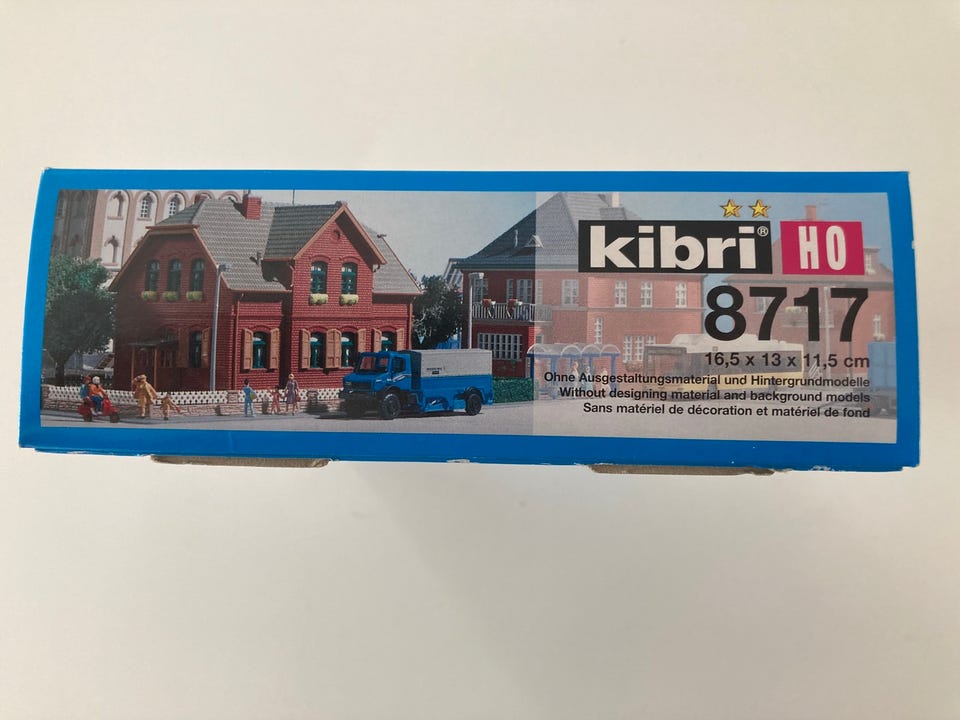 kibri® H0
8717
16,5 x 13 x 11,5 cm
Ohne Ausgestaltungsmaterial und Hintergrundmodelle
Without designing material and background models
Sans matériel de décoration et matériel de fond